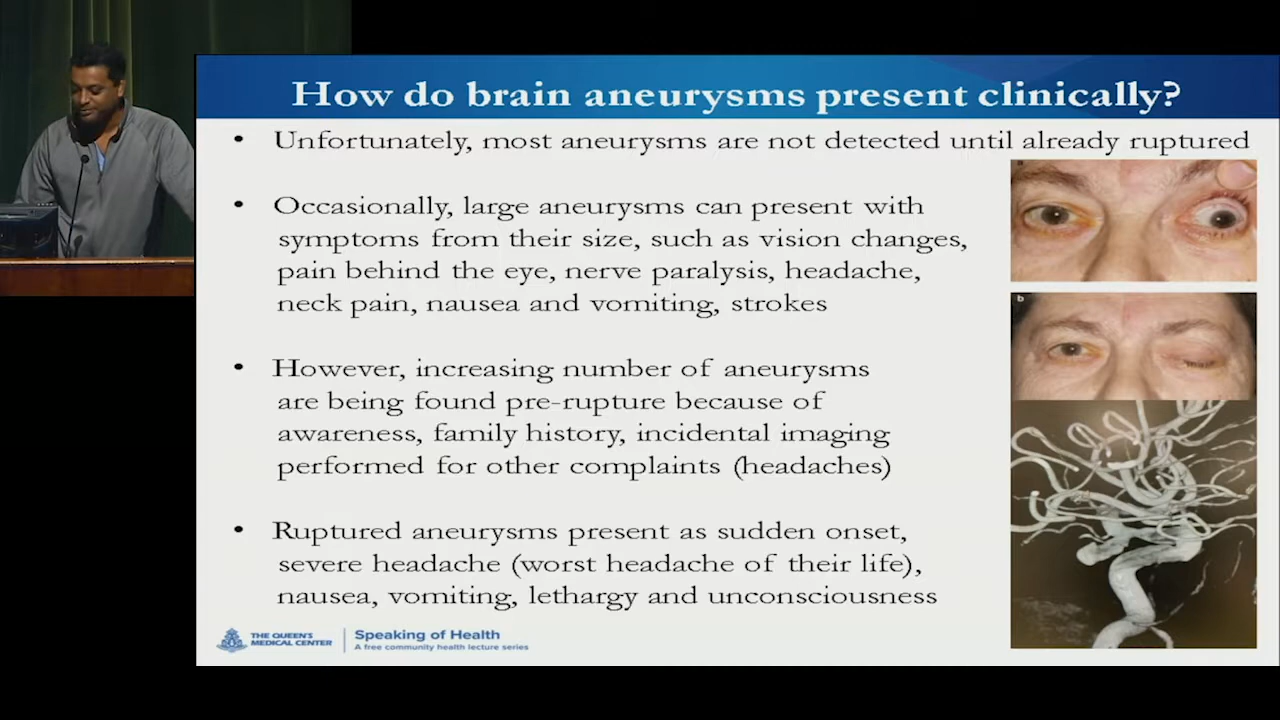 How do brain aneurysms present clinically?
• Unfortunately, most aneurysms are not detected until already ruptured
• Occasionally, large aneurysms can present with
symptoms from their size, such as vision changes,
pain behind the eye, nerve paralysis, headache,
neck pain, nausea and vomiting, strokes
• However, increasing number of aneurysms
are being found pre-rupture because of
awareness, family history, incidental imaging
performed for other complaints (headaches)
• Ruptured aneurysms present as sudden onset,
severe headache (worst headache of their life),
nausea, vomiting, lethargy and unconsciousness
b
THE QUEEN'S
MEDICAL CENTER
Speaking of Health
A free community health lecture series